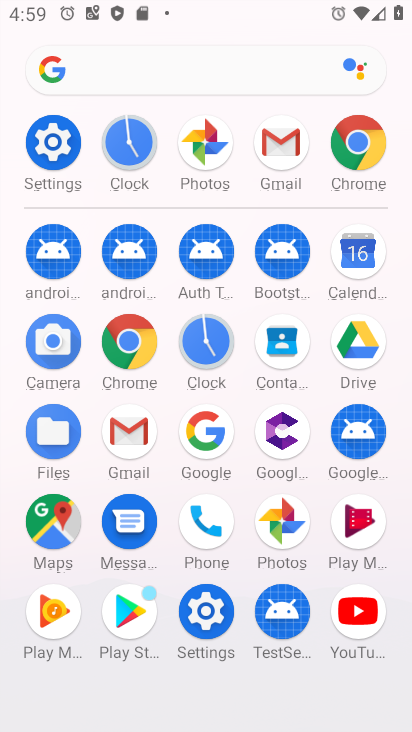 4:59
Settings Clock Photos Gmail Chrome
androi... androi... Auth T... Bootst... Calend...
16
Camera Chrome Clock Conta... Drive
Files Gmail Google Googl... Google...
Maps Messa... Phone Photos Play M...
Play M... Play St... Settings TestSe... YouTu...